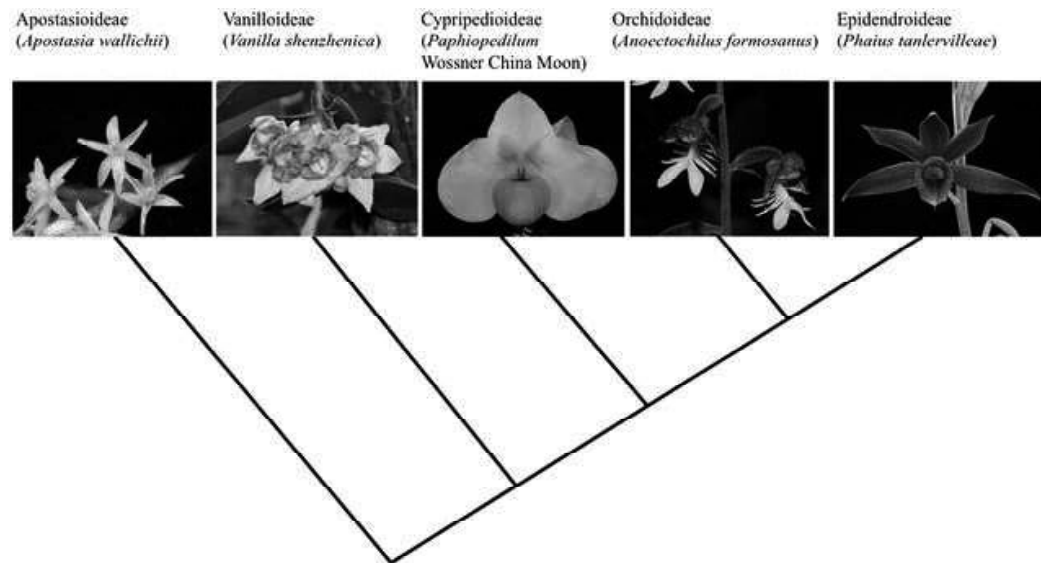 Apostasioideae
(Apostasia wallichii)
Vanilloideae
(Vanilla shenzhenica)
Cypripedioideae
(Paphiopedilum
Wossner China Moon)
Orchidoideae
(Anoectochilus formosanus)
Epidendroideae
(Phaius tanlervilleae)